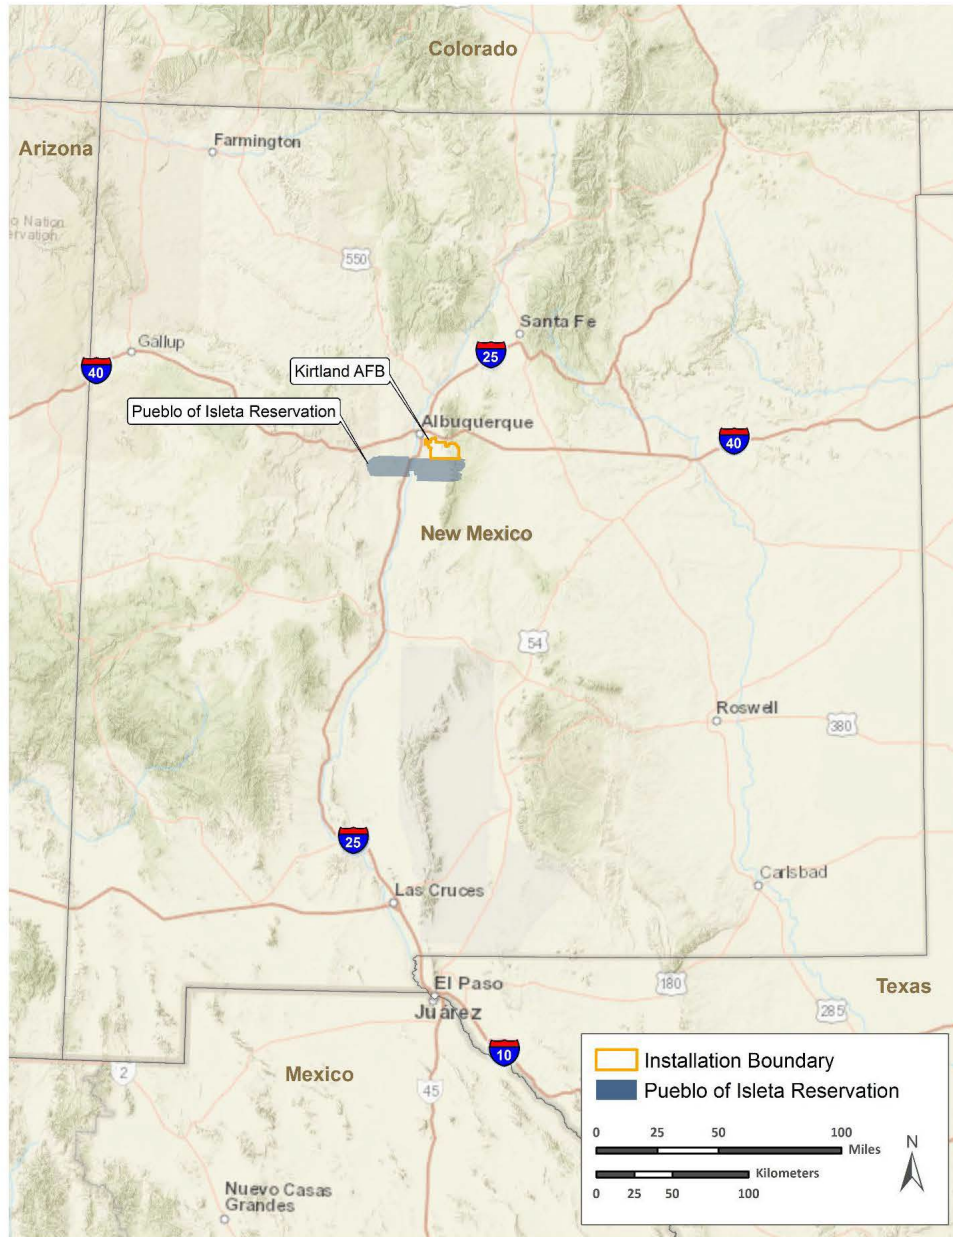 Colorado
Arizona
Farmington
o Nation
ervation
550
Santa Fe
Gallup
25
40
Kirtland AFB
Pueblo of Isleta Reservation
Albuquerque
40
New Mexico
54
Roswell
380
25
Carlsbad
Las Cruces
El Paso
180
Texas
Juárez
285
10
Mexico
2
45
Nuevo Casas
Grandes
Installation Boundary
Pueblo of Isleta Reservation
0 25 50 100
Miles
Kilometers
0 25 50 100
N